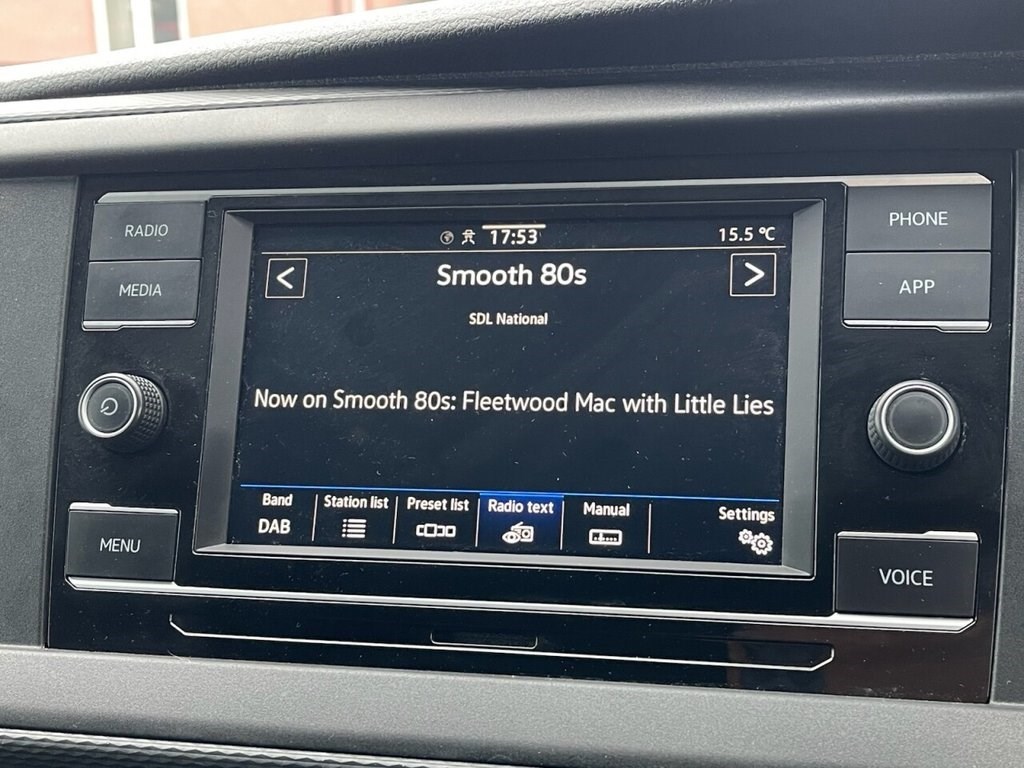 RADIO
MEDIA
MENU
17:53
15.5 °C
<
Smooth 80s
>
SDL National
Now on Smooth 80s: Fleetwood Mac with Little Lies
Band
DAB
Station list
Preset list
Radio text
Manual
Settings
PHONE
APP
VOICE